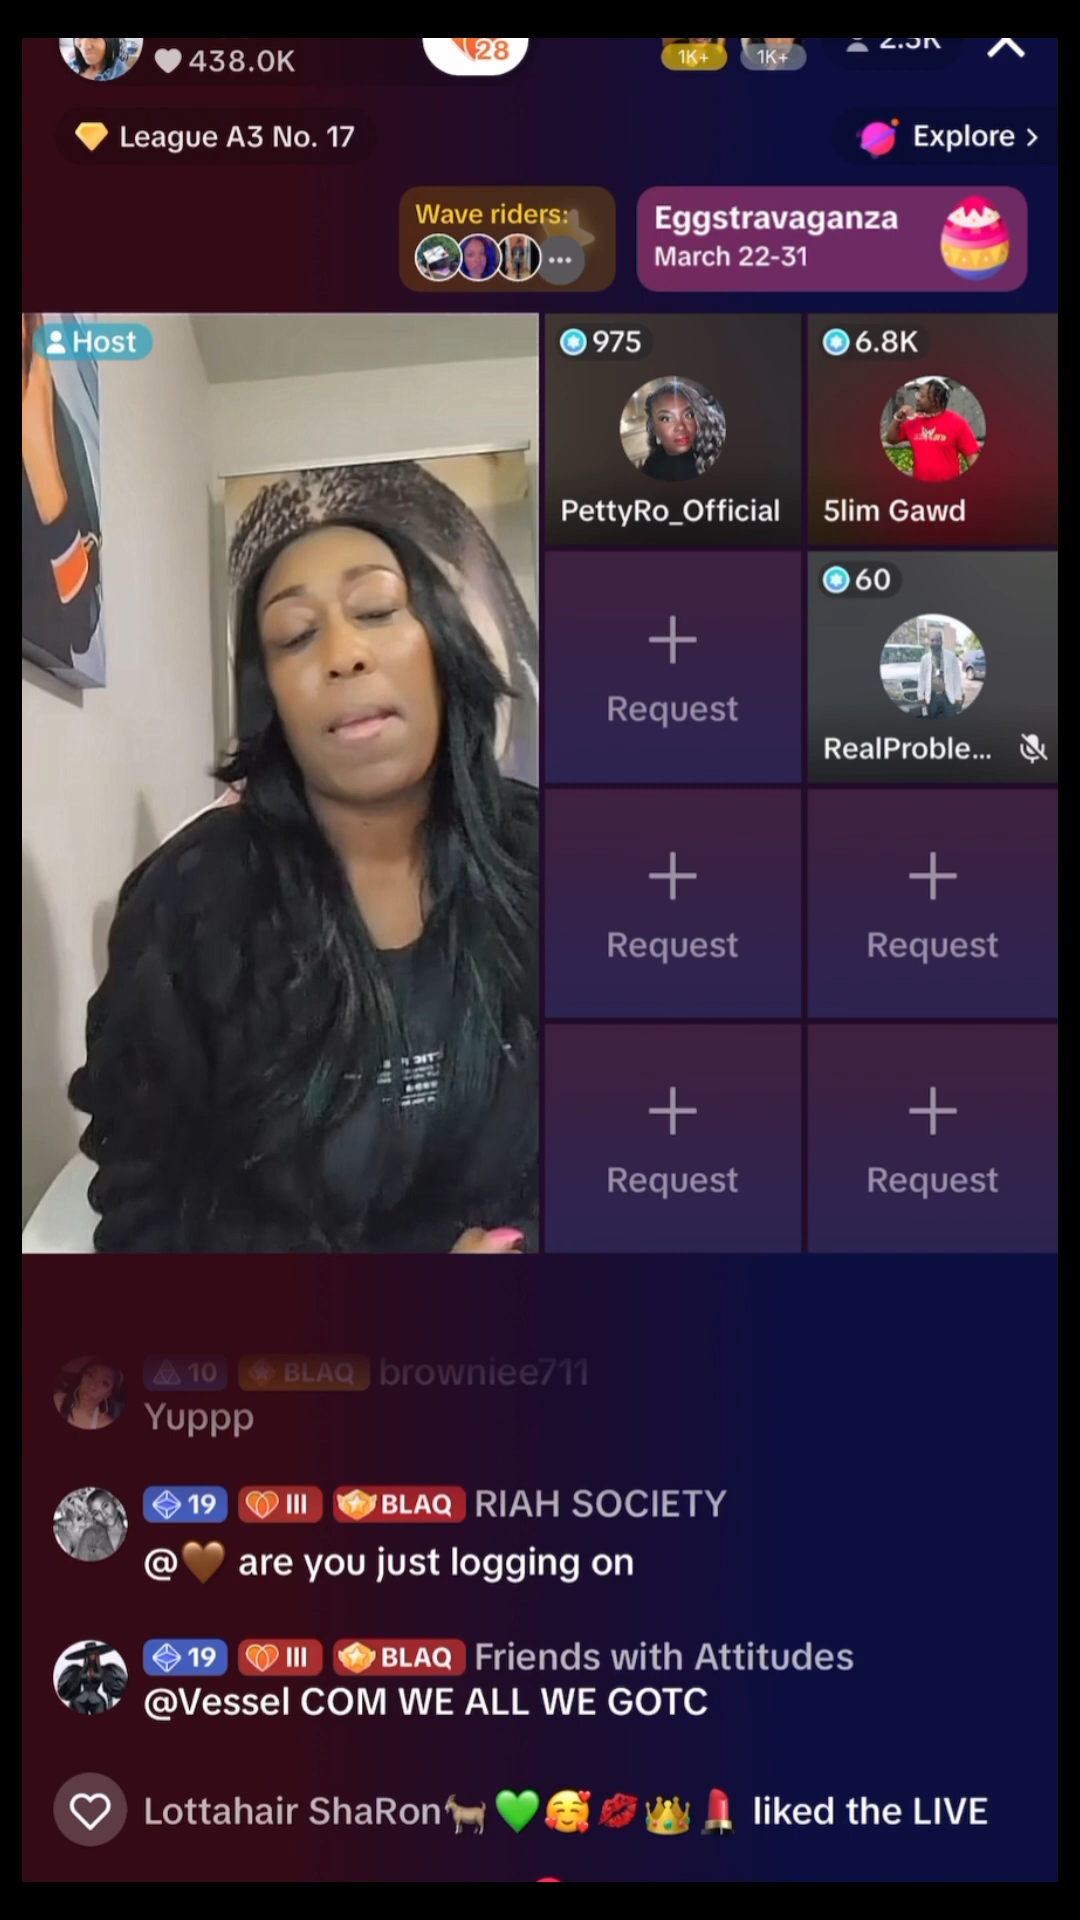 438.0K
28
1K+
1K+
2.5K
League A3 No. 17
Explore >
Wave riders:
Eggstravaganza
March 22-31
Host
975
6.8K
PettyRo_Official
5lim Gawd
60
Request
RealProble...
Request
Request
Request
Request
10 BLAQ browniee711
Yuppp
19 III BLAQ RIAH SOCIETY
@🤎 are you just logging on
19 III BLAQ Friends with Attitudes
@Vessel COM WE ALL WE GOTC
Lottahair ShaRon🐐💚🥰💋👑💄 liked the LIVE